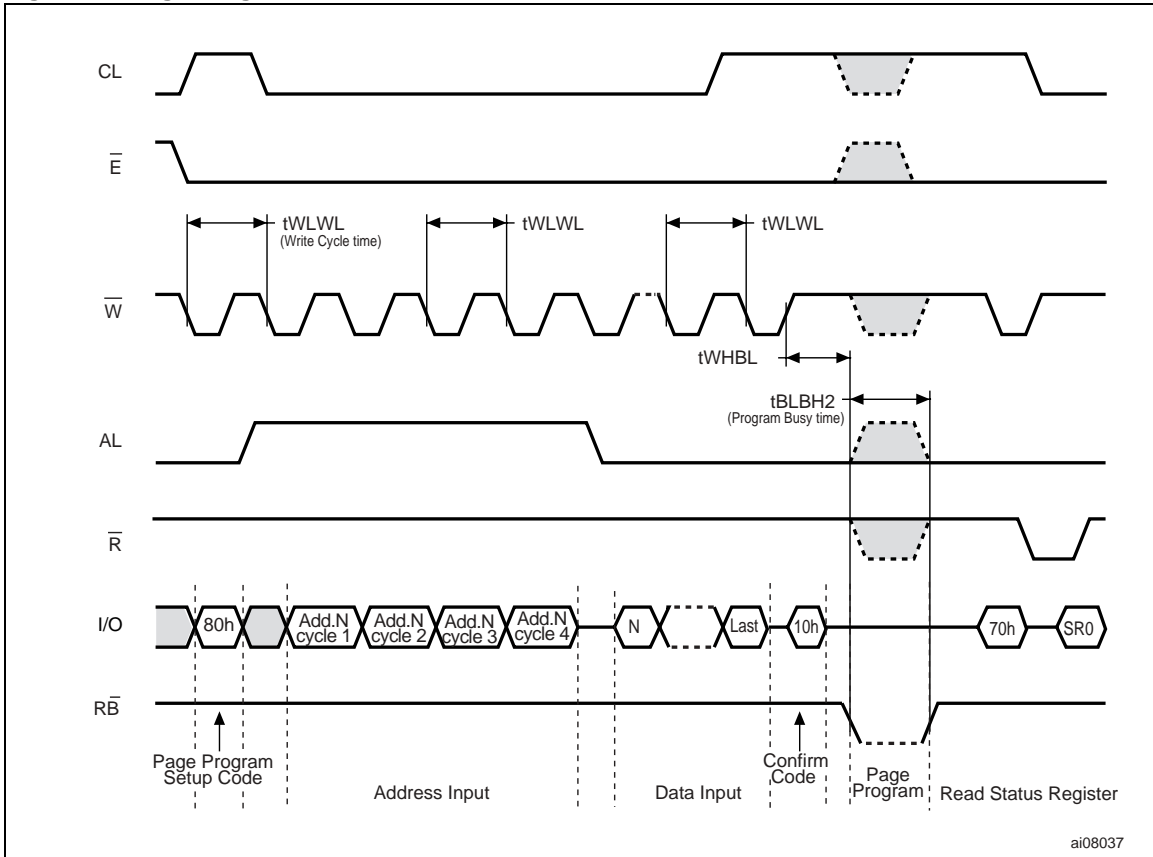 CL
E̅
tWLWL
(Write Cycle time)
tWLWL
tWLWL
W̅
tWHBL
tBLBH2
(Program Busy time)
AL
R̅
I/O
80h
Add.N
cycle 1
Add.N
cycle 2
Add.N
cycle 3
Add.N
cycle 4
N
Last
10h
70h
SR0
RB̅
Page Program
Setup Code
Address Input
Data Input
Confirm
Code
Page
Program
Read Status Register
ai08037